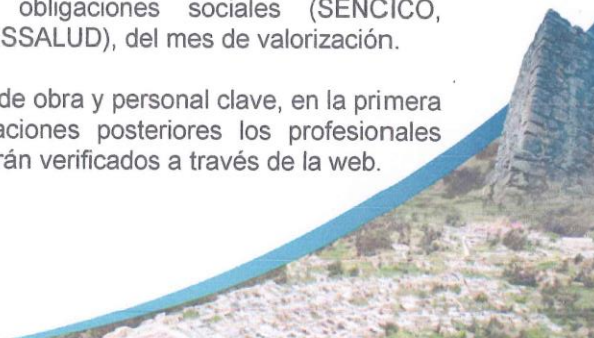 obligaciones sociales (SENCICO,
SSALUD), del mes de valorización.
de obra y personal clave, en la primera
aciones posteriores los profesionales
rán verificados a través de la web.